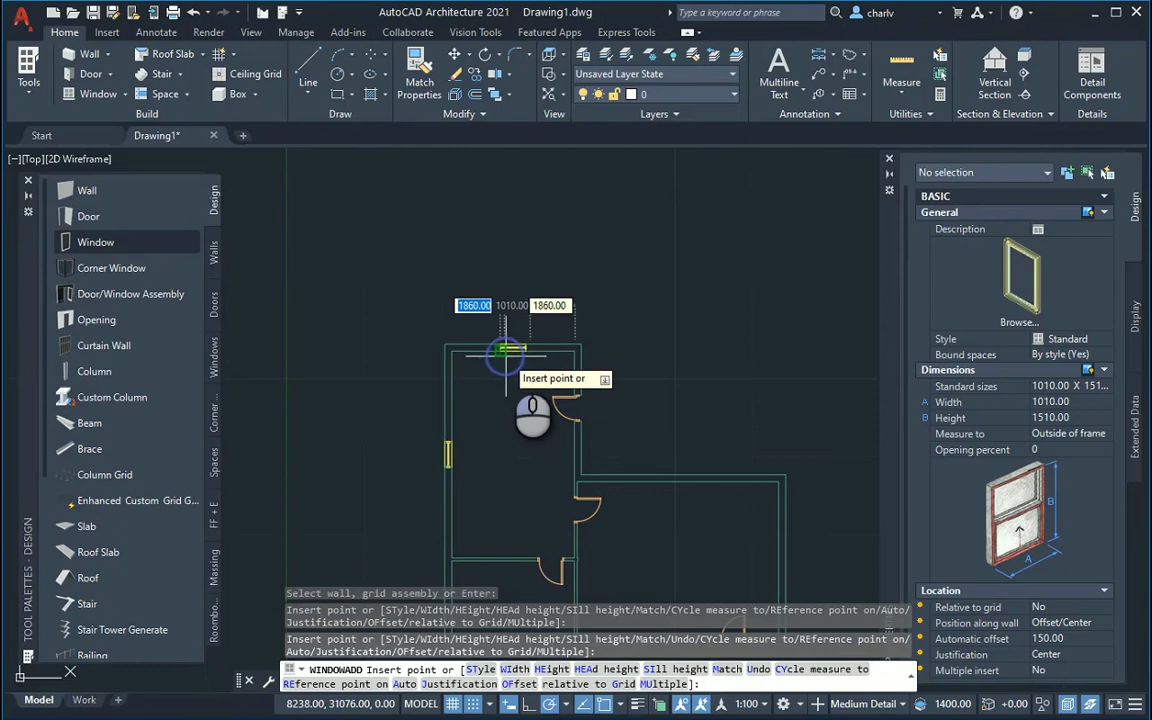 AutoCAD Architecture 2021 Drawing1.dwg
Type a keyword or phrase
charlv
Home Insert Annotate Render View Manage Add-ins Collaborate Vision Tools Featured Apps Express Tools
Tools
Wall
Door
Window
Roof Slab
Stair
Space
Ceiling Grid
Box
Build
Line
Draw
Match Properties
Modify
View
Unsaved Layer State
0
Layers
Multiline Text
Annotation
Measure
Utilities
Vertical Section
Section & Elevation
Detail Components
Details
Start
Drawing1*
[−][Top][2D Wireframe]
Wall
Door
Window
Corner Window
Door/Window Assembly
Opening
Curtain Wall
Column
Custom Column
Beam
Brace
Column Grid
Enhanced Custom Grid G...
Slab
Roof Slab
Roof
Stair
Stair Tower Generate
Railing
Design
Walls
Doors
Windows
Corner ...
Spaces
FF + E
Massing
Roombo...
TOOL PALETTES - DESIGN
1860.00 1010.00 1860.00
Insert point or
No selection
BASIC
General
Description
Browse...
Style Standard
Bound spaces By style (Yes)
Dimensions
Standard sizes 1010.00 X 151...
A Width 1010.00
B Height 1510.00
Measure to Outside of frame
Opening percent 0
B
A
Location
Relative to grid No
Position along wall Offset/Center
Automatic offset 150.00
Justification Center
Multiple insert No
Design
Display
Extended Data
Select wall, grid assembly or Enter:
Insert point or [STyle/WIdth/HEight/HEAd height/SIll height/Match/CYcle measure to/REference point on/Auto/
Justification/OFfset/relative to Grid/MUltiple]:
Insert point or [STyle/WIdth/HEight/HEAd height/SIll height/Match/Undo/CYcle measure to/REference point on/
Auto/Justification/OFfset/relative to Grid/MUltiple]:
WINDOWADD Insert point or [STyle WIdth HEight HEAd height SIll height Match Undo CYcle measure to
REference point on Auto Justification OFfset relative to Grid MUltiple]:
Model
Work
8238.00, 31076.00, 0.00 MODEL
1:100
Medium Detail
1400.00
+0.00